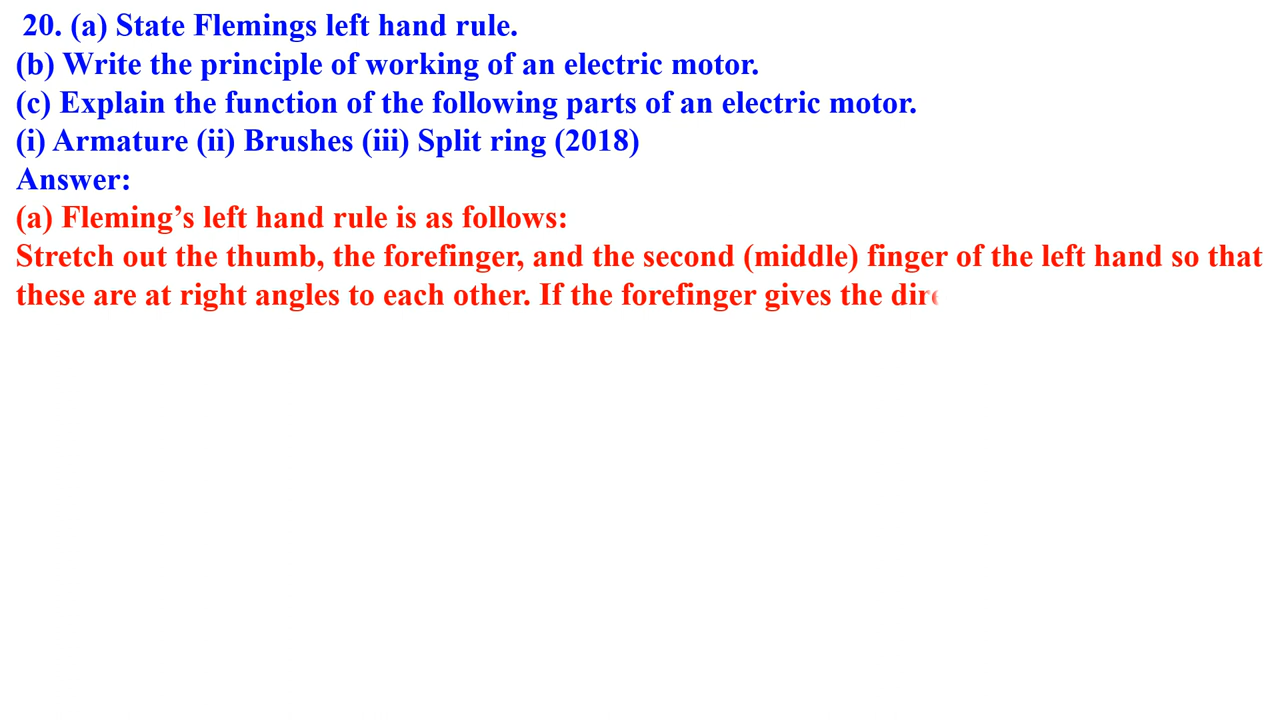 20. (a) State Flemings left hand rule.
(b) Write the principle of working of an electric motor.
(c) Explain the function of the following parts of an electric motor.
(i) Armature (ii) Brushes (iii) Split ring (2018)
Answer:
(a) Fleming’s left hand rule is as follows:
Stretch out the thumb, the forefinger, and the second (middle) finger of the left hand so that
these are at right angles to each other. If the forefinger gives the